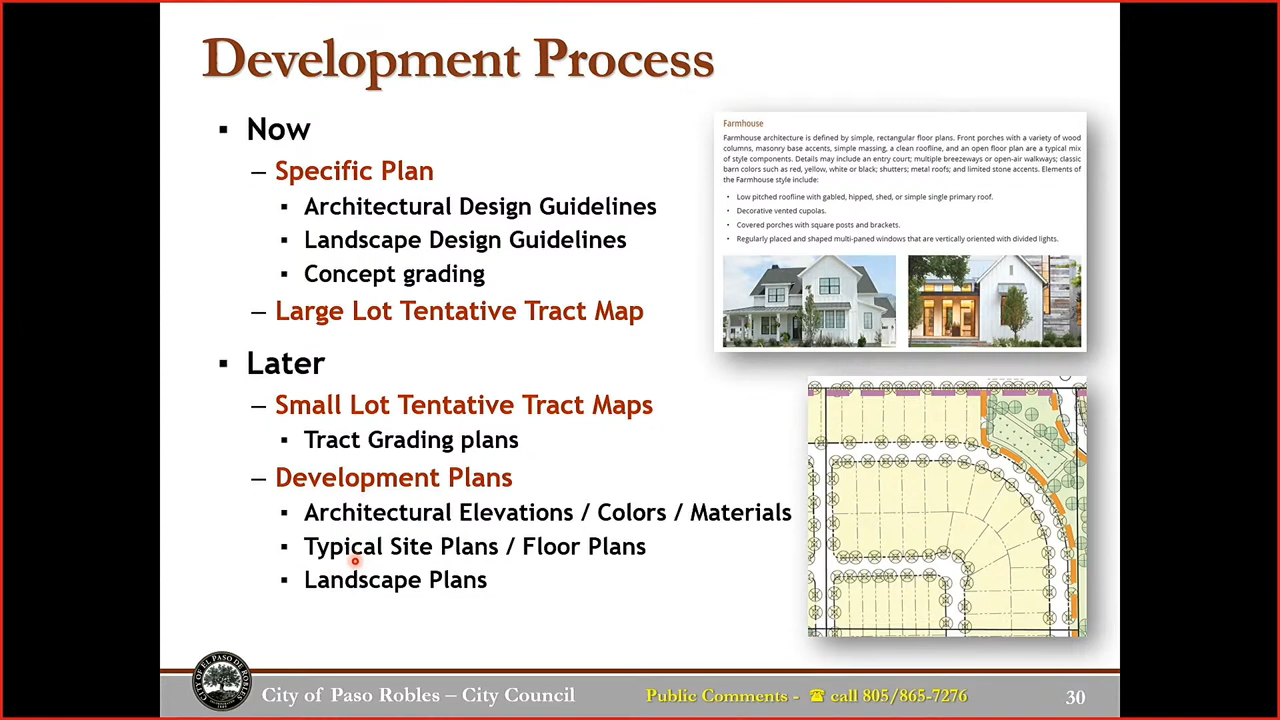 Development Process
▪ Now
– Specific Plan
▪ Architectural Design Guidelines
▪ Landscape Design Guidelines
▪ Concept grading
– Large Lot Tentative Tract Map
▪ Later
– Small Lot Tentative Tract Maps
▪ Tract Grading plans
– Development Plans
▪ Architectural Elevations / Colors / Materials
▪ Typical Site Plans / Floor Plans
▪ Landscape Plans
Farmhouse
Farmhouse architecture is defined by simple, rectangular floor plans. Front porches with a variety of wood
columns, masonry base accents, simple massing, a clean roofline, and an open floor plan are a typical mix
of style components. Details may include an entry court; multiple breezeways or open-air walkways; classic
barn colors such as red, yellow, white or black; shutters; metal roofs; and limited stone accents. Elements of
the Farmhouse style include:
• Low pitched roofline with gabled, hipped, shed, or simple single primary roof.
• Decorative vented cupolas.
• Covered porches with square posts and brackets.
• Regularly placed and shaped multi-paned windows that are vertically oriented with divided lights.
CITY OF EL PASO DE ROBLES
City of Paso Robles – City Council
Public Comments - ☎ call 805/865-7276
30